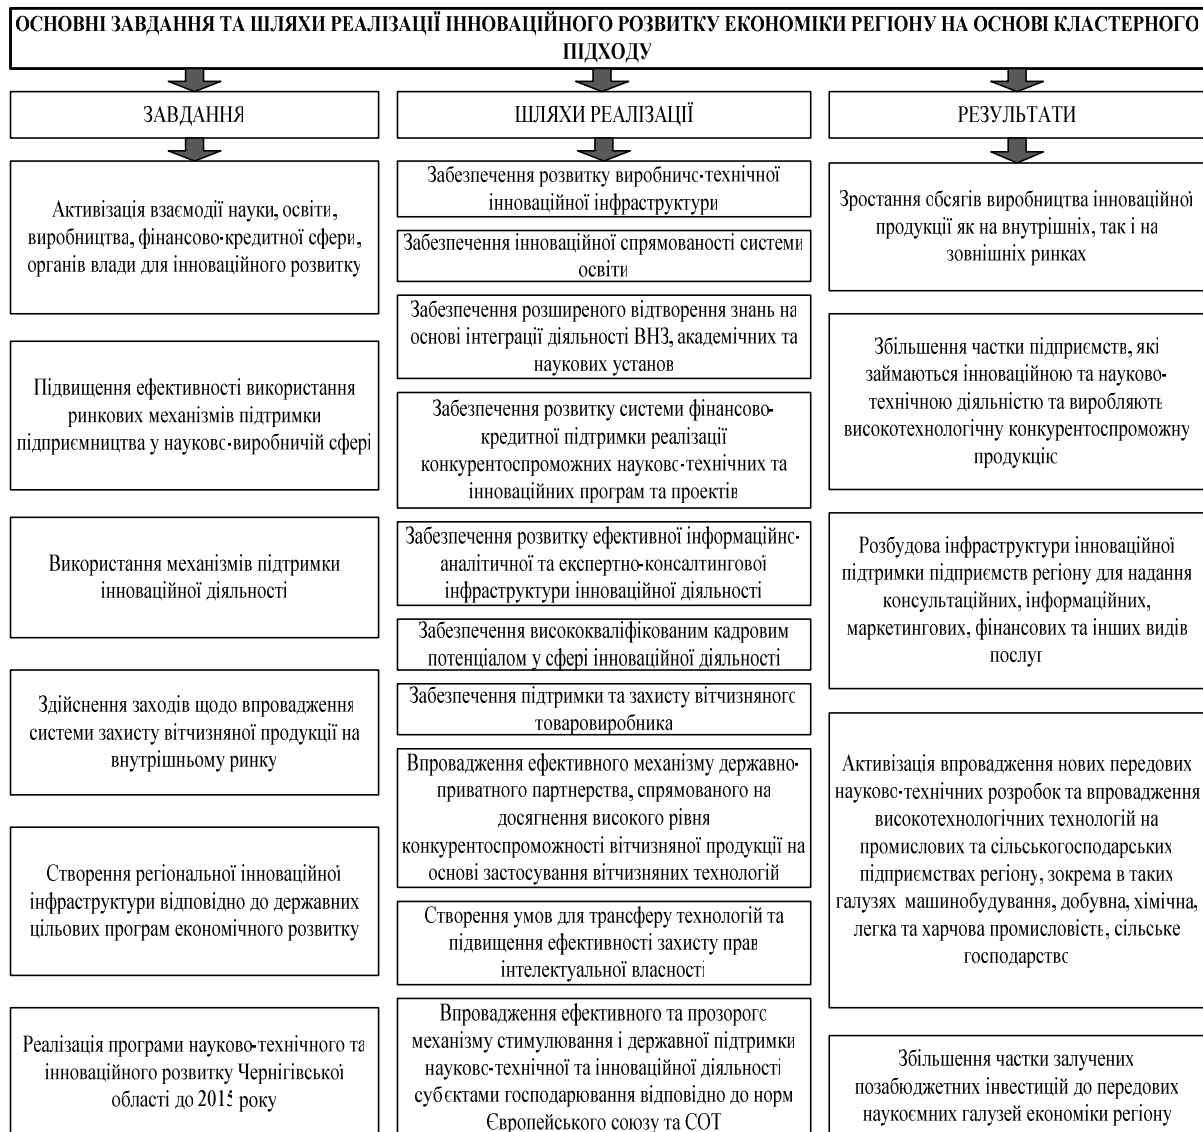 ОСНОВНІ ЗАВДАННЯ ТА ШЛЯХИ РЕАЛІЗАЦІЇ ІННОВАЦІЙНОГО РОЗВИТКУ ЕКОНОМІКИ РЕГІОНУ НА ОСНОВІ КЛАСТЕРНОГО
ПІДХОДУ
ЗАВДАННЯ
Активізація взаємодії науки, освіти,
виробництва, фінансово-кредитної сфери,
органів влади для інноваційного розвитку
Підвищення ефективності використання
ринкових механізмів підтримки
підприємництва у науково-виробничій сфері
Використання механізмів підтримки
інноваційної діяльності
Здійснення заходів щодо впровадження
системи захисту вітчизняної продукції на
внутрішньому ринку
Створення регіональної інноваційної
інфраструктури відповідно до державних
цільових програм економічного розвитку
Реалізація програми науково-технічного та
інноваційного розвитку Чернігівської
області до 2015 року
ШЛЯХИ РЕАЛІЗАЦІЇ
Забезпечення розвитку виробничо-технічної
інноваційної інфраструктури
Забезпечення інноваційної спрямованості системи
освіти
Забезпечення розширеного відтворення знань на
основі інтеграції діяльності ВНЗ, академічних та
наукових установ
Забезпечення розвитку системи фінансово-
кредитної підтримки реалізації
конкурентоспроможних науково-технічних та
інноваційних програм та проектів
Забезпечення розвитку ефективної інформаційно-
аналітичної та експертно-консалтингової
інфраструктури інноваційної діяльності
Забезпечення висококваліфікованим кадровим
потенціалом у сфері інноваційної діяльності
Забезпечення підтримки та захисту вітчизняного
товаровиробника
Впровадження ефективного механізму державно-
приватного партнерства, спрямованого на
досягнення високого рівня
конкурентоспроможності вітчизняної продукції на
основі застосування вітчизняних технологій
Створення умов для трансферу технологій та
підвищення ефективності захисту прав
інтелектуальної власності
Впровадження ефективного та прозорого
механізму стимулювання і державної підтримки
науково-технічної та інноваційної діяльності
суб'єктами господарювання відповідно до норм
Європейського союзу та СОТ
РЕЗУЛЬТАТИ
Зростання обсягів виробництва інноваційної
продукції як на внутрішніх, так і на
зовнішніх ринках
Збільшення частки підприємств, які
займаються інноваційною та науково-
технічною діяльністю та виробляють
високотехнологічну конкурентоспроможну
продукцію
Розбудова інфраструктури інноваційної
підтримки підприємств регіону для надання
консультаційних, інформаційних,
маркетингових, фінансових та інших видів
послуг
Активізація впровадження нових передових
науково-технічних розробок та впровадження
високотехнологічних технологій на
промислових та сільськогосподарських
підприємствах регіону, зокрема в таких
галузях машинобудування, добувна, хімічна,
легка та харчова промисловість, сільське
господарство
Збільшення частки залучених
позабюджетних інвестицій до передових
наукоємних галузей економіки регіону